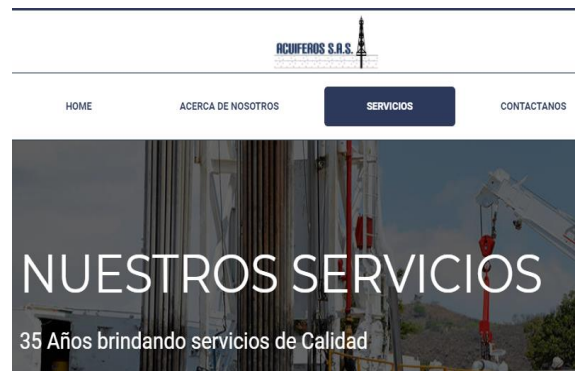 ACUIFEROS S.A.S.
HOME ACERCA DE NOSOTROS SERVICIOS CONTACTANOS
NUESTROS SERVICIOS
35 Años brindando servicios de Calidad